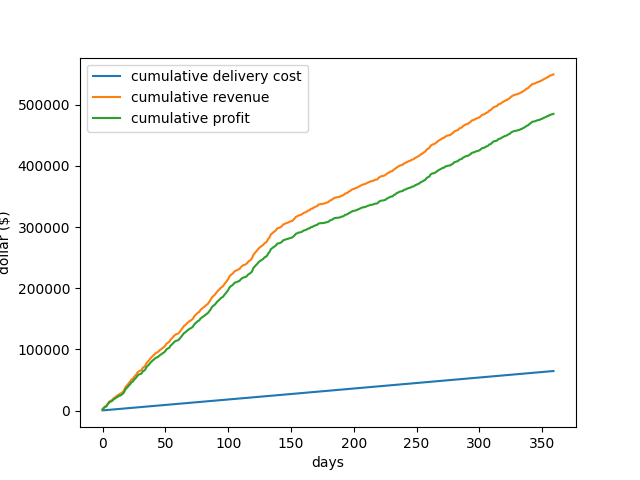 cumulative delivery cost
cumulative revenue
cumulative profit
500000
400000
300000
200000
100000
0
dollar ($)
0 50 100 150 200 250 300 350
days